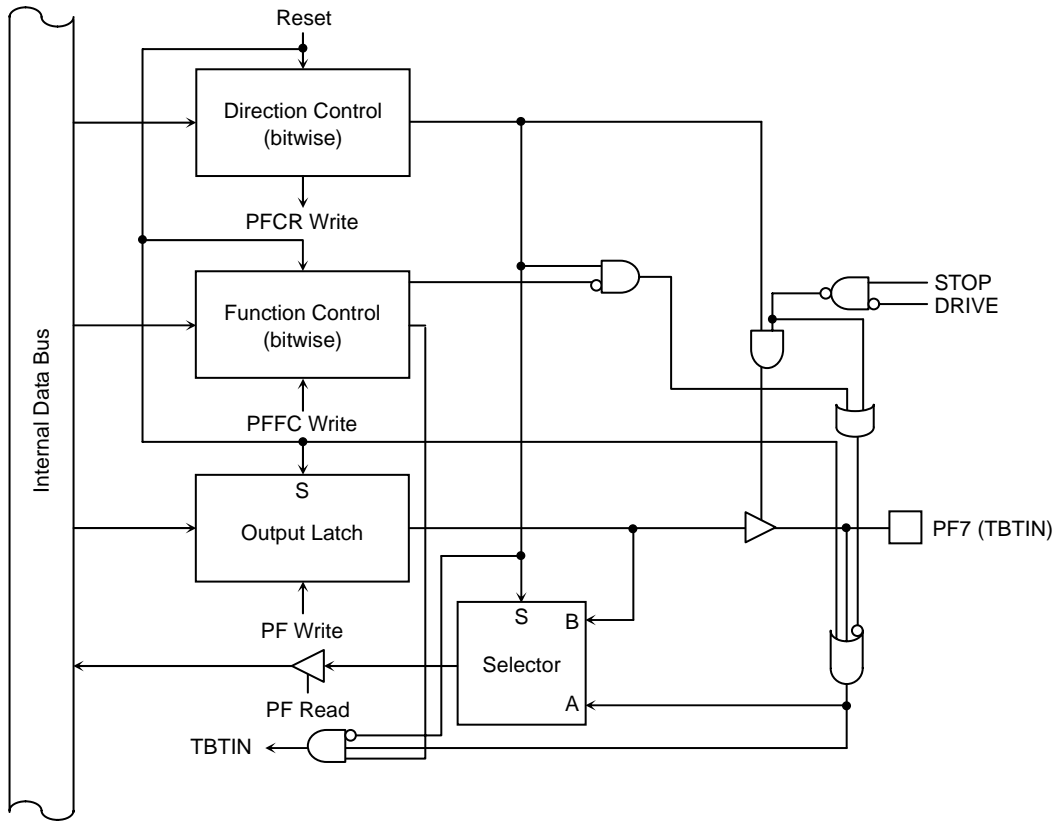 Reset
Direction Control
(bitwise)
PFCR Write
Function Control
(bitwise)
STOP
DRIVE
PFFC Write
Internal Data Bus
S
Output Latch
PF7 (TBTIN)
PF Write
S
B
Selector
A
PF Read
TBTIN